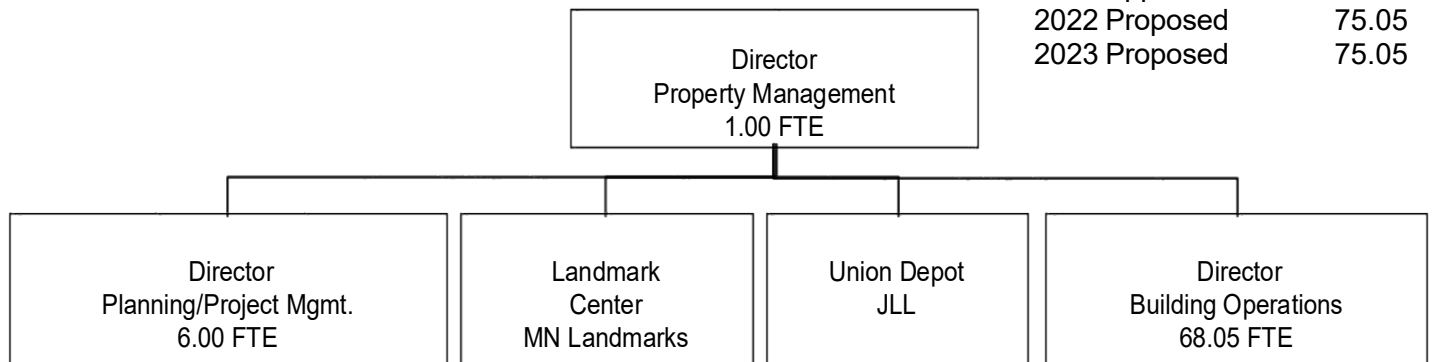 2022 Proposed 75.05
2023 Proposed 75.05
Director
Property Management
1.00 FTE
Director
Planning/Project Mgmt.
6.00 FTE
Landmark
Center
MN Landmarks
Union Depot
JLL
Director
Building Operations
68.05 FTE